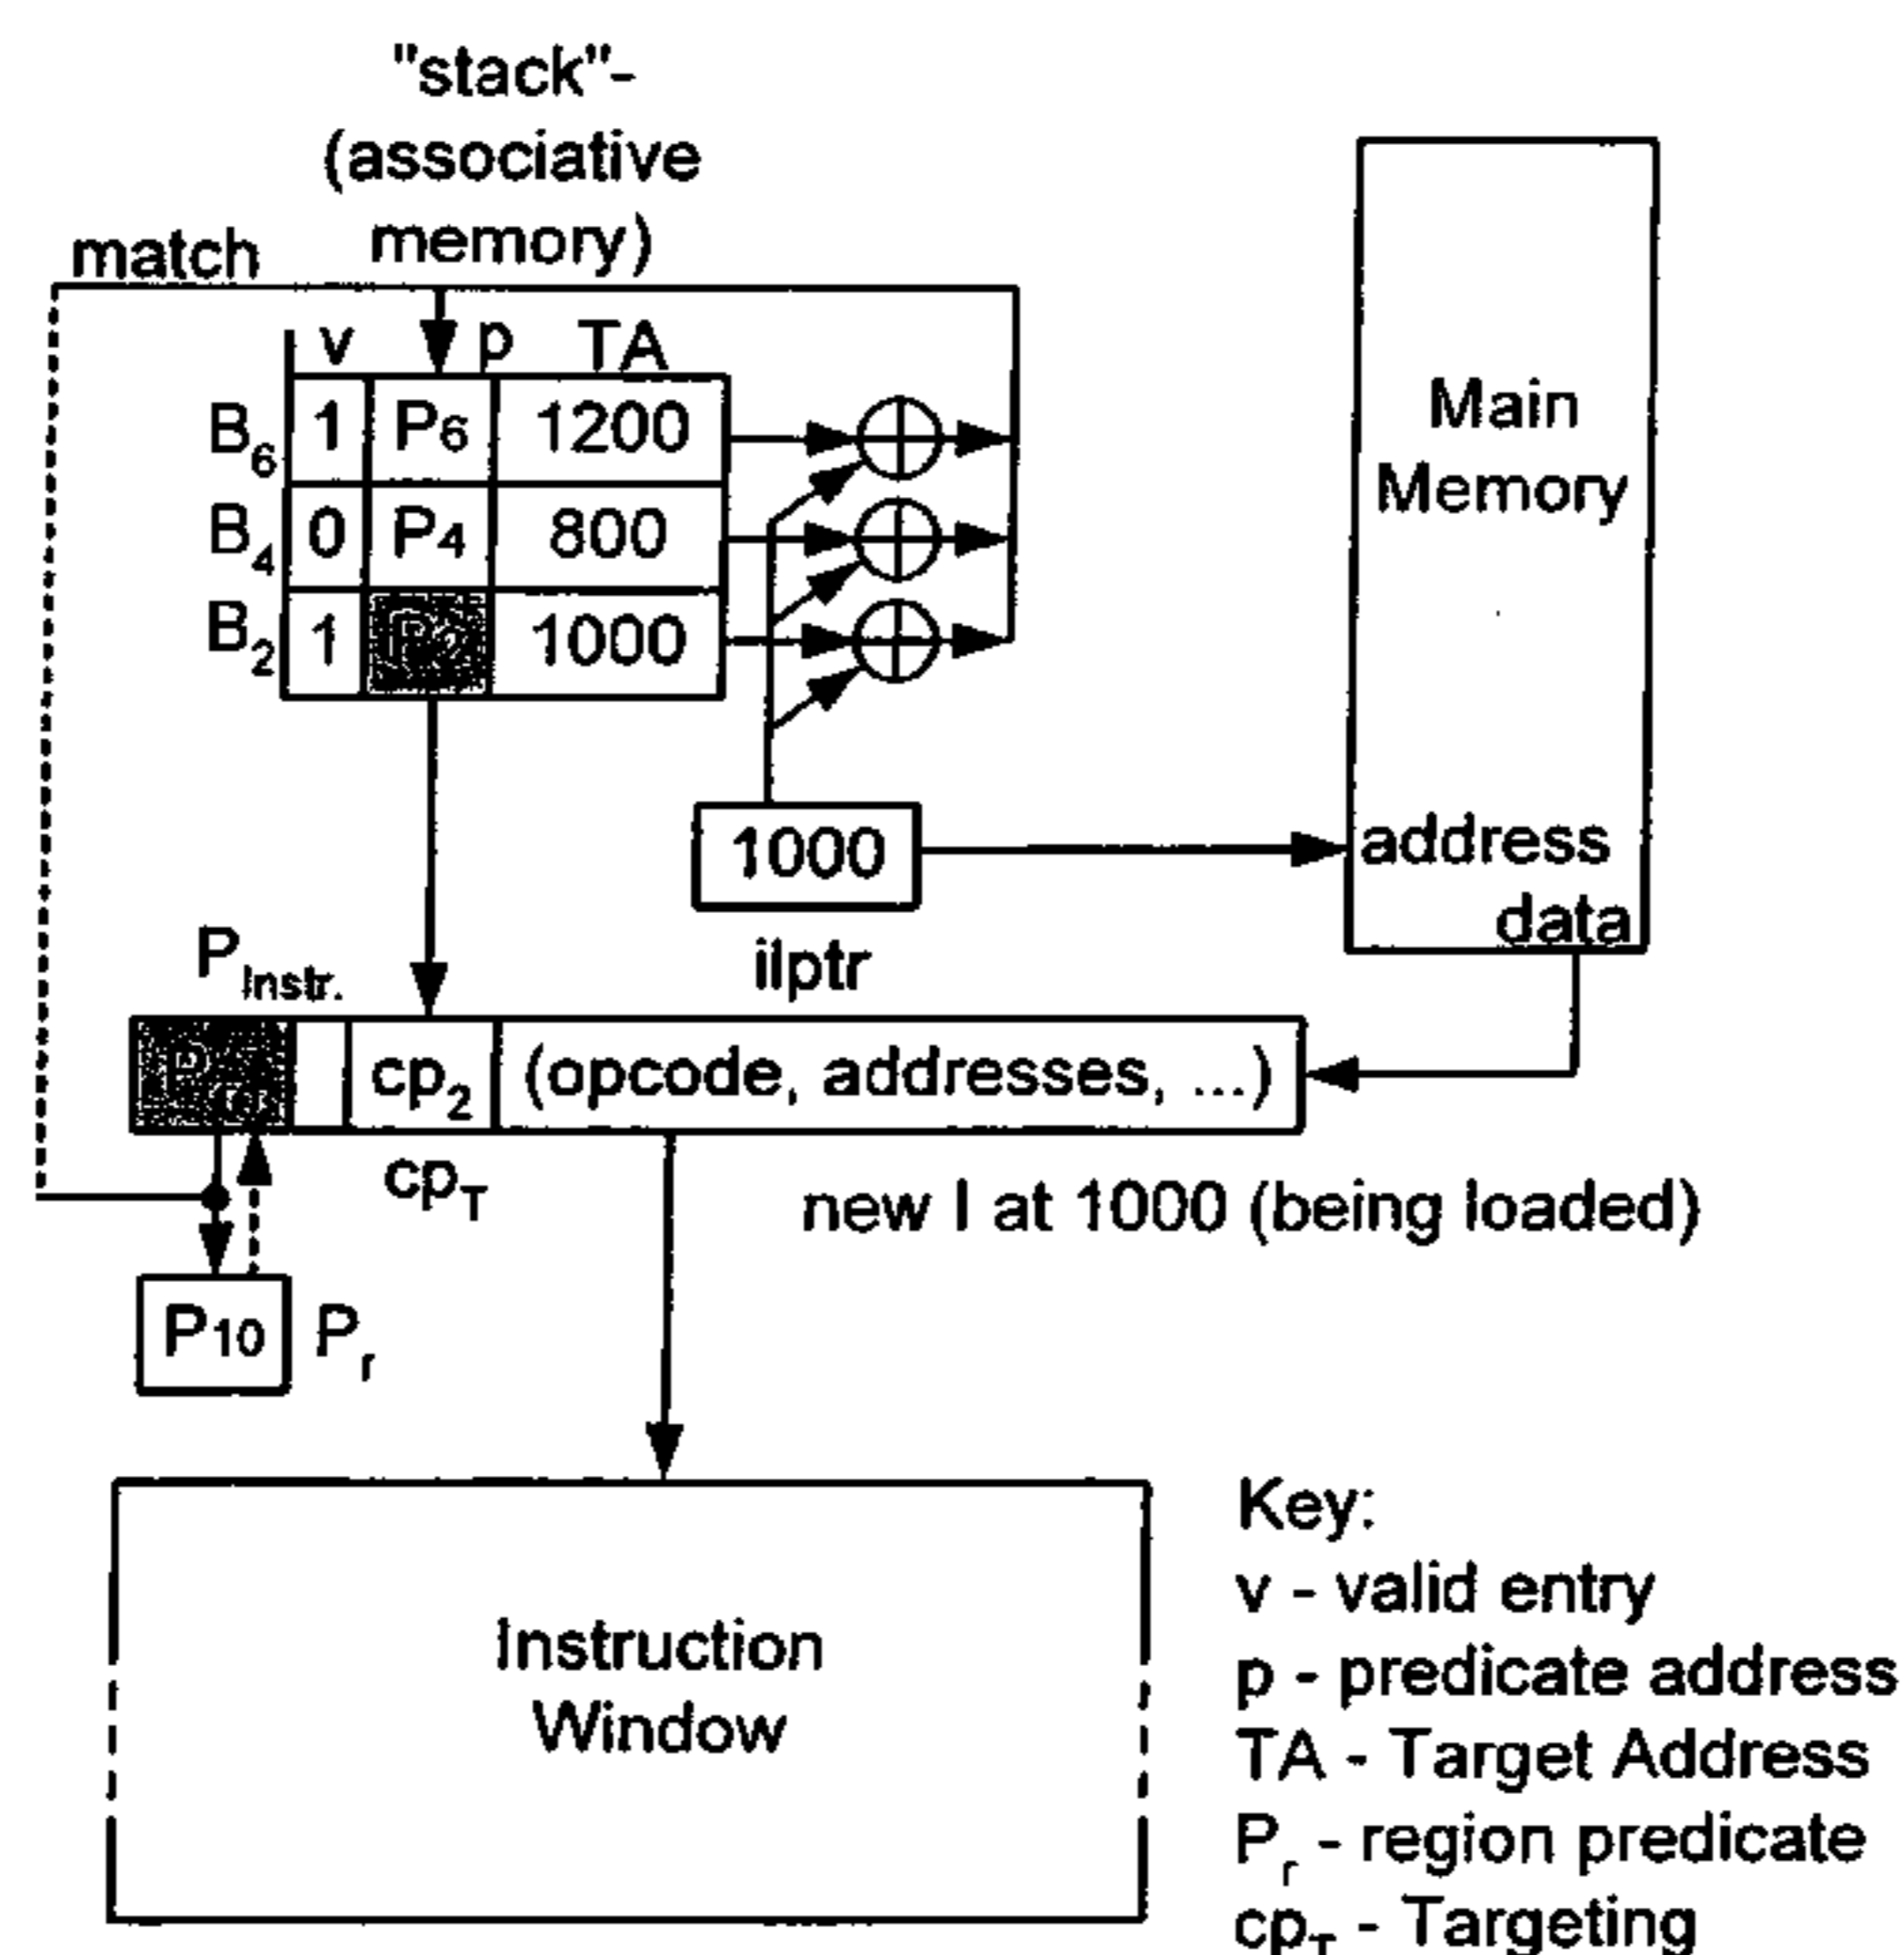 "stack"-
(associative
memory)
match
v p TA
B6 1 P6 1200
B4 0 P4 800
B2 1 P2 1000
Main
Memory
1000
address
data
ilptr
PInstr.
cp2 (opcode, addresses, ...)
cpT
new I at 1000 (being loaded)
P10 Pr
Instruction
Window
Key:
v - valid entry
p - predicate address
TA - Target Address
Pr - region predicate
cpT - Targeting